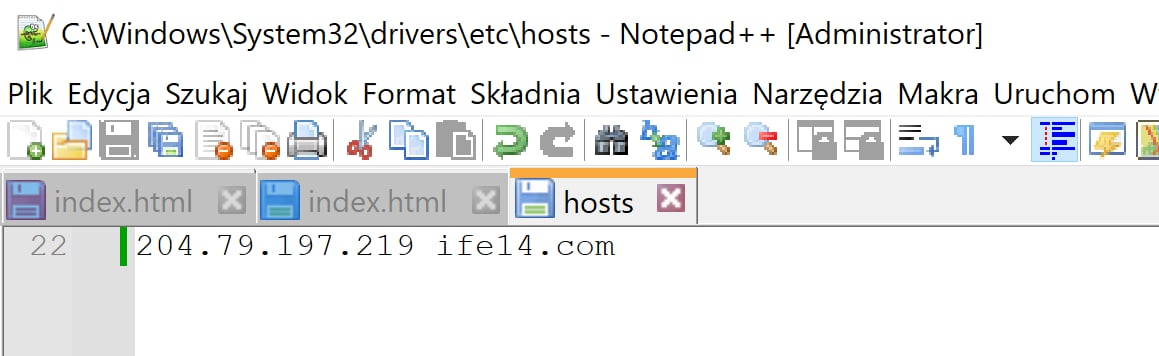 C:\Windows\System32\drivers\etc\hosts - Notepad++ [Administrator]
Plik Edycja Szukaj Widok Format Składnia Ustawienia Narzędzia Makra Uruchom
index.html index.html hosts
22 204.79.197.219 ife14.com